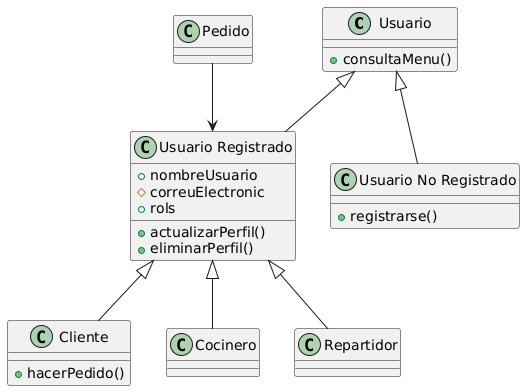 C Pedido
C Usuario
+ consultaMenu()
C Usuario Registrado
nombreUsuario
correuElectronic
rols
actualizarPerfil()
eliminarPerfil()
C Usuario No Registrado
registrarse()
C Cliente
hacerPedido()
C Cocinero
C Repartidor